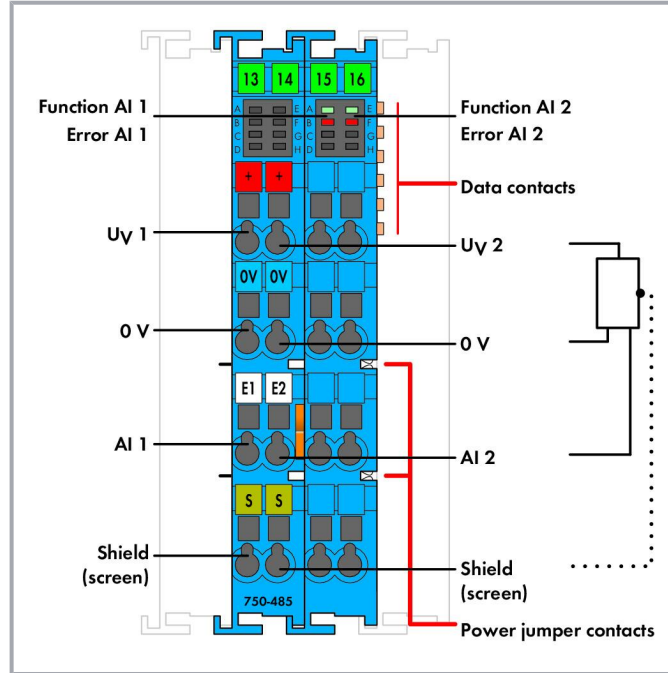 13 14 15 16
Function AI 1
Error AI 1
A E A E
B F B F
C G C G
D H D H
Function AI 2
Error AI 2
+ +
Data contacts
UV 1
UV 2
0V 0V
0 V
0 V
E1 E2
AI 1
AI 2
S S
Shield
(screen)
Shield
(screen)
750-485
Power jumper contacts